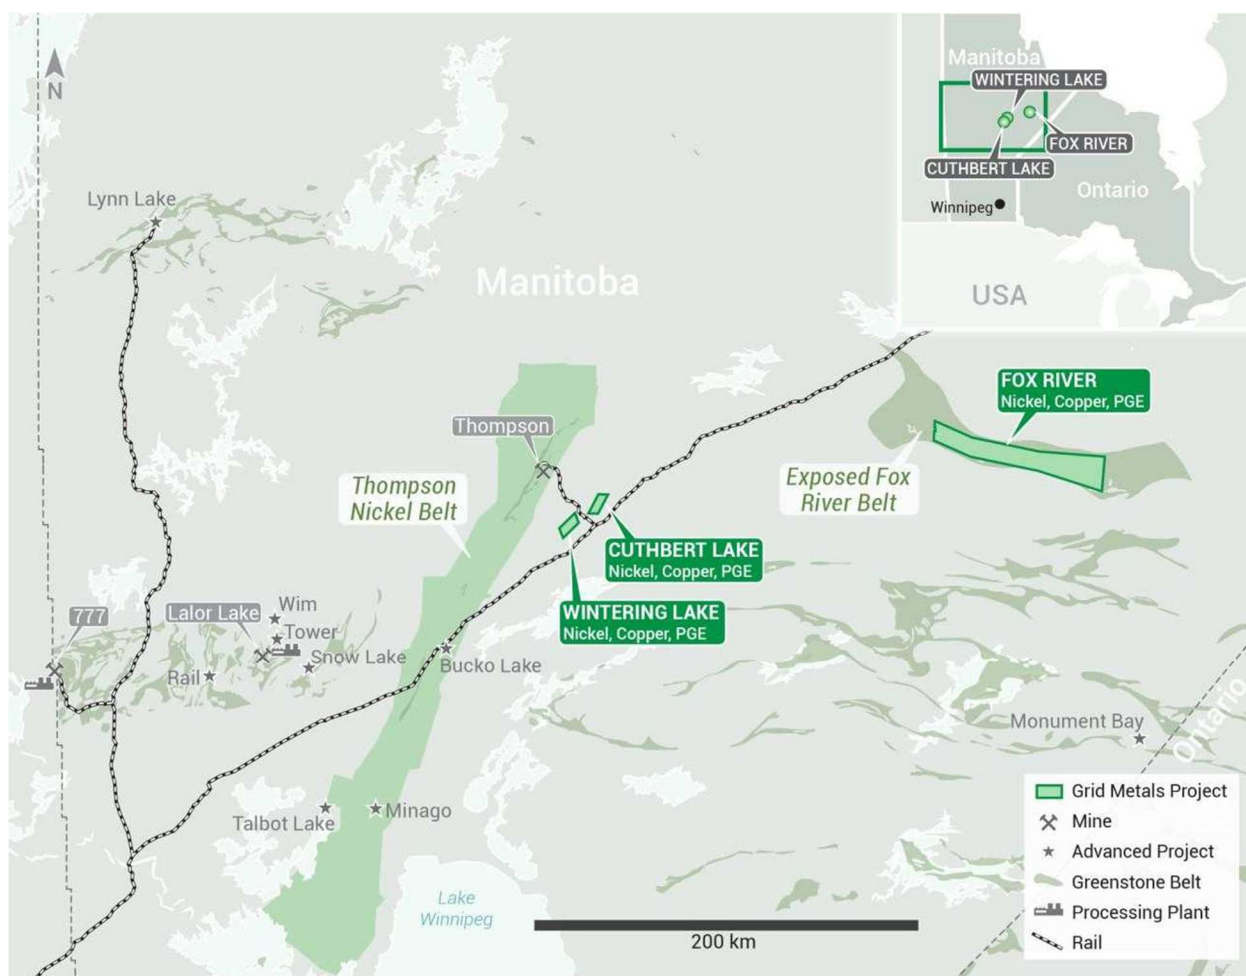 N
Manitoba
WINTERING LAKE
FOX RIVER
CUTHBERT LAKE
Ontario
Winnipeg
USA
Lynn Lake
Manitoba
FOX RIVER
Nickel, Copper, PGE
Thompson
Thompson
Nickel Belt
Exposed Fox
River Belt
CUTHBERT LAKE
Nickel, Copper, PGE
WINTERING LAKE
Nickel, Copper, PGE
777
Lalor Lake
Wim
Tower
Snow Lake
Rail
Bucko Lake
Monument Bay
Ontario
Talbot Lake
Minago
Lake
Winnipeg
200 km
Grid Metals Project
Mine
Advanced Project
Greenstone Belt
Processing Plant
Rail